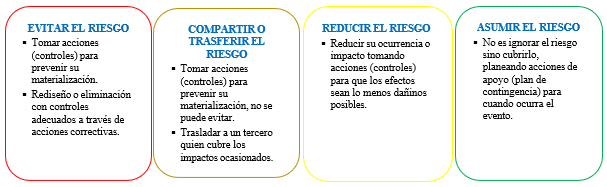 EVITAR EL RIESGO
▪ Tomar acciones
(controles) para
prevenir su
materialización.
▪ Rediseño o eliminación
con controles
adecuados a través de
acciones correctivas.
COMPARTIR O
TRASFERIR EL
RIESGO
▪ Tomar acciones
(controles) para
prevenir su
materialización, no se
puede evitar.
▪ Trasladar a un tercero
quien cubre los
impactos ocasionados.
REDUCIR EL RIESGO
▪ Reducir su ocurrencia o
impacto tomando
acciones (controles)
para que los efectos
sean lo menos dañinos
posibles.
ASUMIR EL RIESGO
▪ No es ignorar el riesgo
sino cubrirlo,
planeando acciones de
apoyo (plan de
contingencia) para
cuando ocurra el
evento.